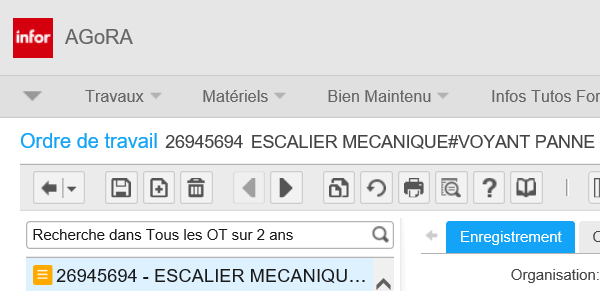 infor AGoRA
Travaux Matériels Bien Maintenu Infos Tutos For
Ordre de travail 26945694 ESCALIER MECANIQUE#VOYANT PANNE
Recherche dans Tous les OT sur 2 ans
Enregistrement
26945694 - ESCALIER MECANIQU...
Organisation: